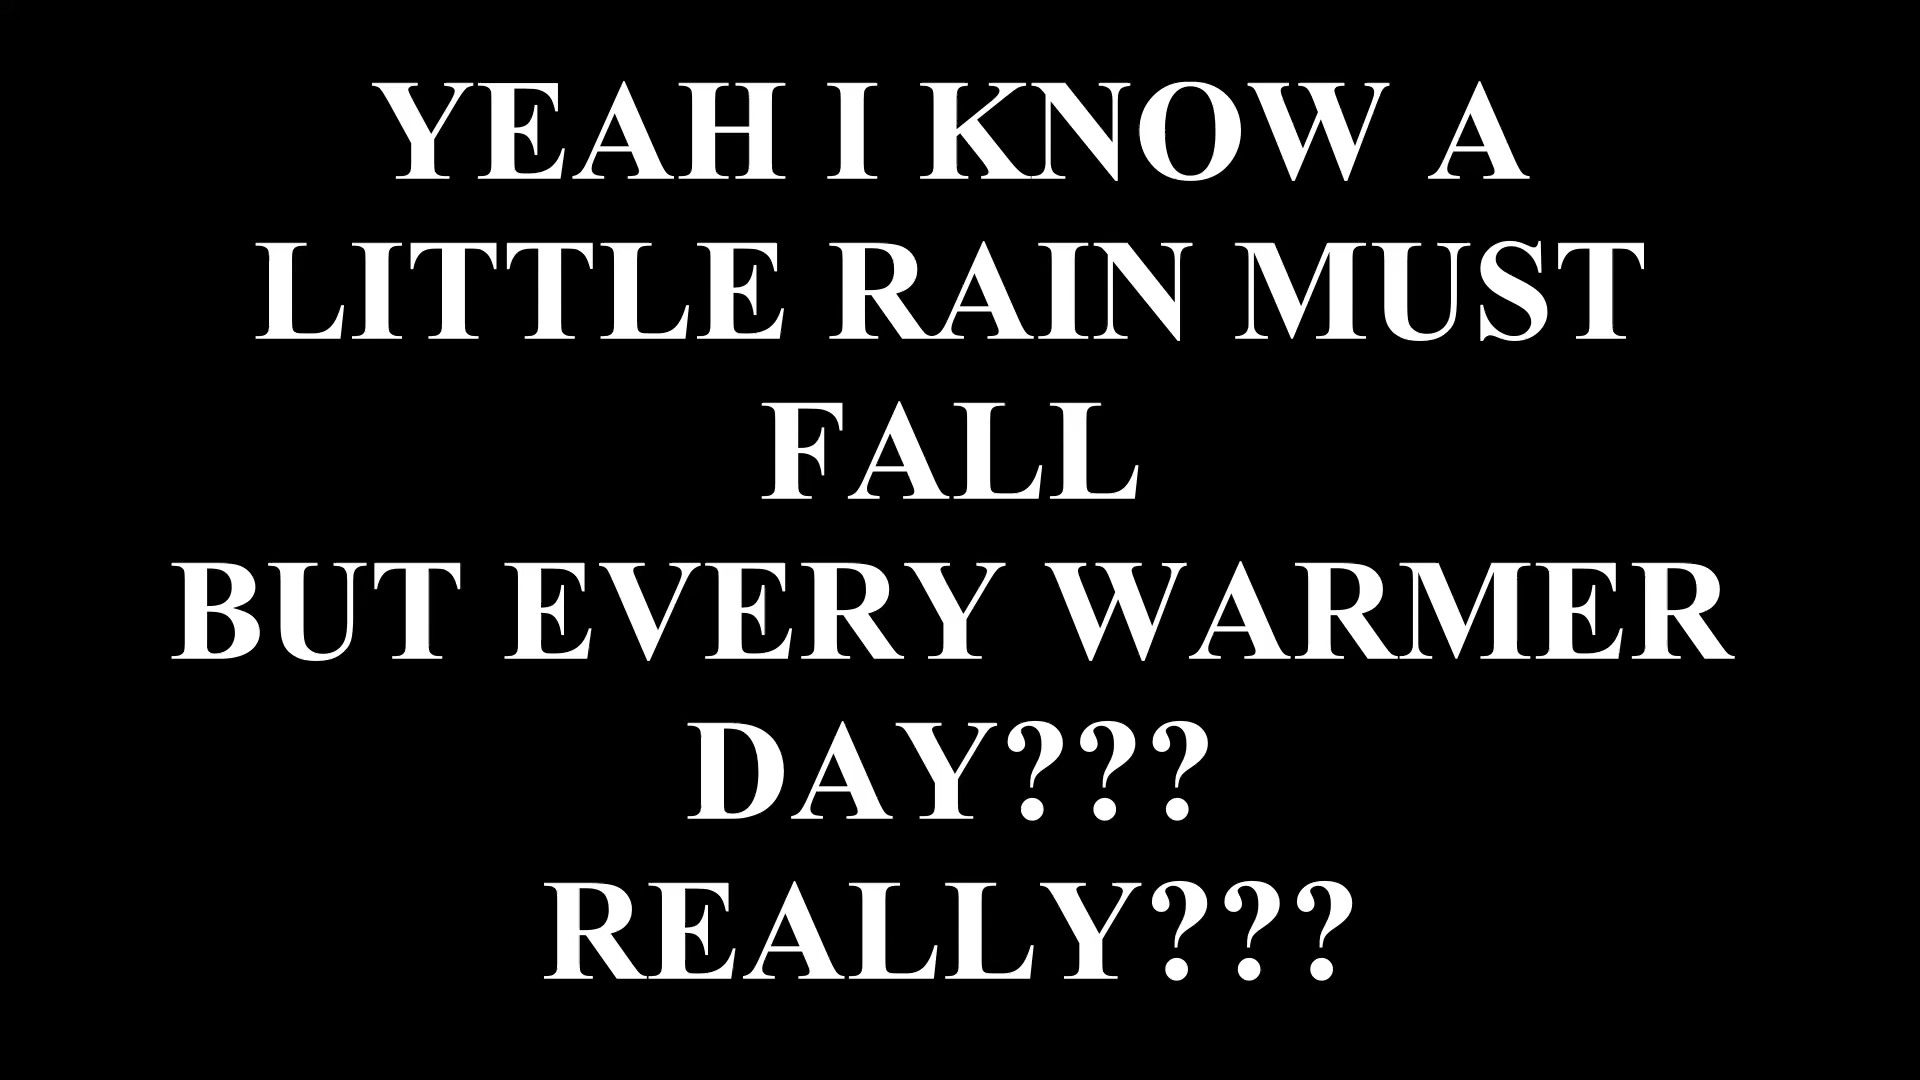 YEAH I KNOW A
LITTLE RAIN MUST
FALL
BUT EVERY WARMER
DAY???
REALLY???